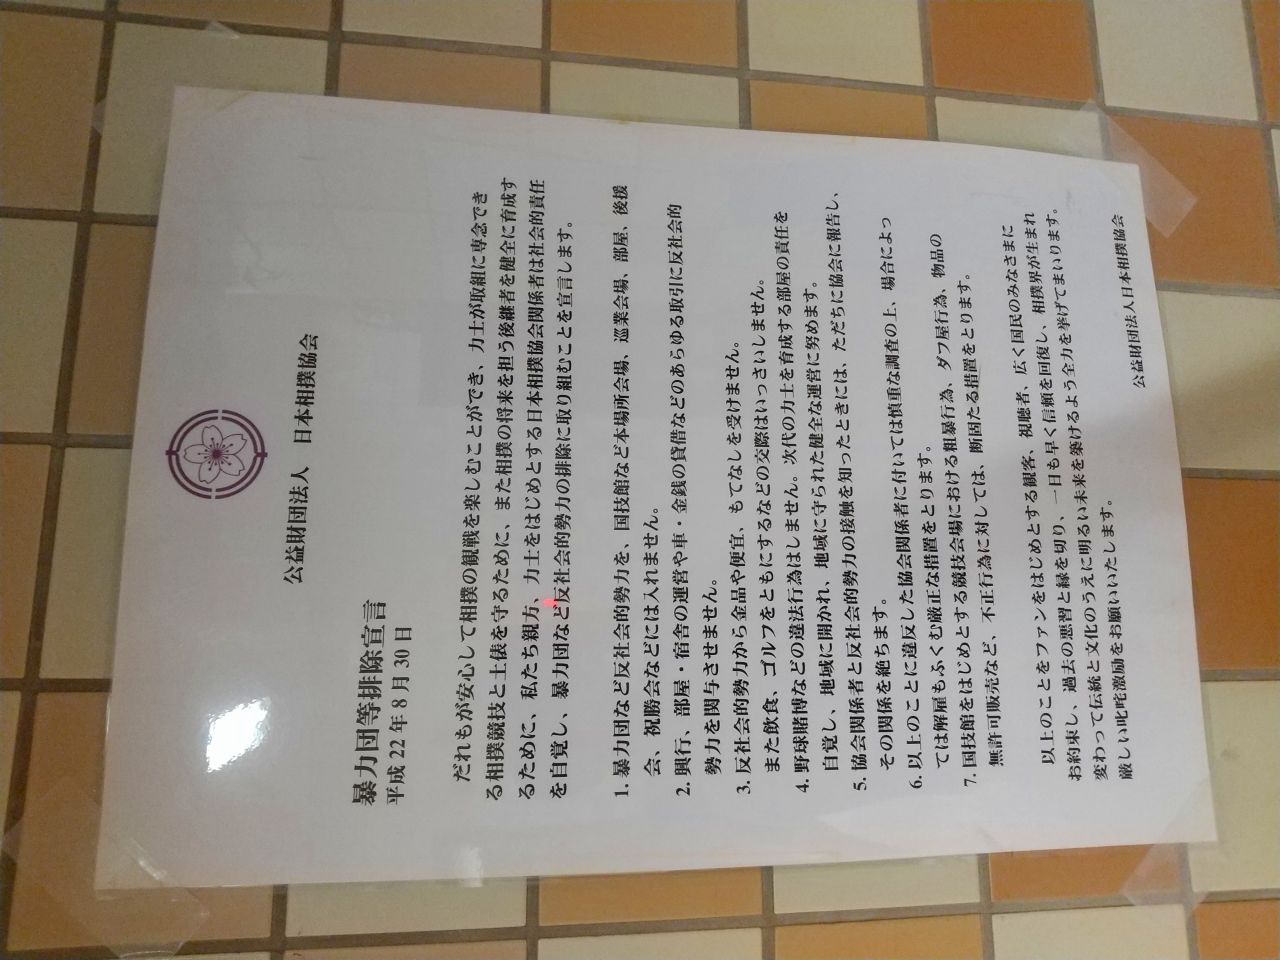 公益財団法人　日本相撲協会
暴力団等排除宣言
平成 22 年 8 月 30 日
だれもが安心して相撲の観戦を楽しむことができ、力士が取組に専念でき
る相撲競技と土俵を守るために、また相撲の将来を担う後継者を健全に育成す
るために、私たち親方、力士をはじめとする日本相撲協会関係者は社会的責任
を自覚し、暴力団など反社会的勢力の排除に取り組むことを宣言します。
1. 暴力団など反社会的勢力を、国技館など本場所会場、巡業会場、部屋、後援
会、祝勝会などには入れません。
2. 興行、部屋・宿舎の運営や車・金銭の貸借などのあらゆる取引に反社会的
勢力を関与させません。
3. 反社会的勢力から金品や便宜、もてなしを受けません。
また飲食、ゴルフをともにするなどの交際はいっさいしません。
4. 野球賭博などの違法行為はしません。次代の力士を育成する部屋の責任を
自覚し、地域に開かれ、地域に守られた健全な運営に努めます。
5. 協会関係者と反社会的勢力の接触を知ったときには、ただちに協会に報告し、
その関係を絶ちます。
6. 以上のことに違反した協会関係者に付いては慎重な調査の上、場合によっ
ては解雇もふくむ厳正な措置をとります。
7. 国技館をはじめとする競技会場における粗暴行為、ダフ屋行為、物品の
無許可販売など、不正行為に対しては、断固たる措置をとります。
以上のことをファンをはじめとする観客、視聴者、広く国民のみなさまに
お約束し、過去の悪習と縁を切り、一日も早く信頼を回復し、相撲界が生まれ
変わって伝統と文化のうえに明るい未来を築けるよう全力を挙げてまいります。
厳しい叱咤激励をお願いいたします。
公益財団法人日本相撲協会